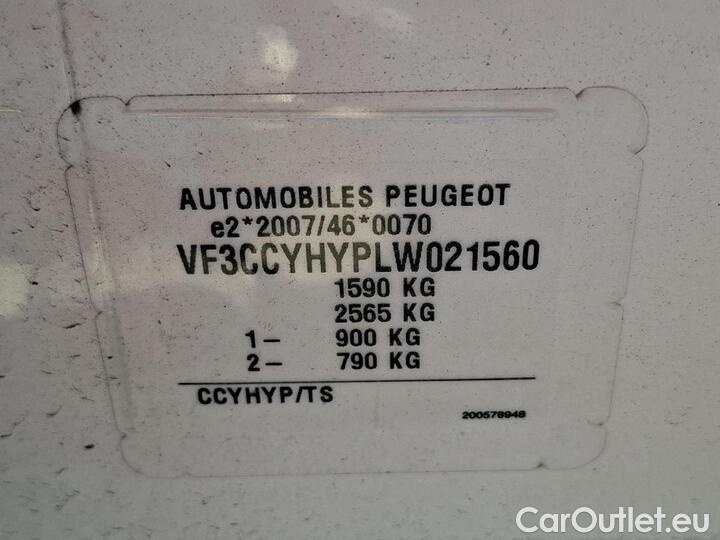 AUTOMOBILES PEUGEOT
e2*2007/46*0070
VF3CCYHYPLW021560
1590 KG
2565 KG
1- 900 KG
2- 790 KG
CCYHYP/TS
200578948
CarOutlet.eu